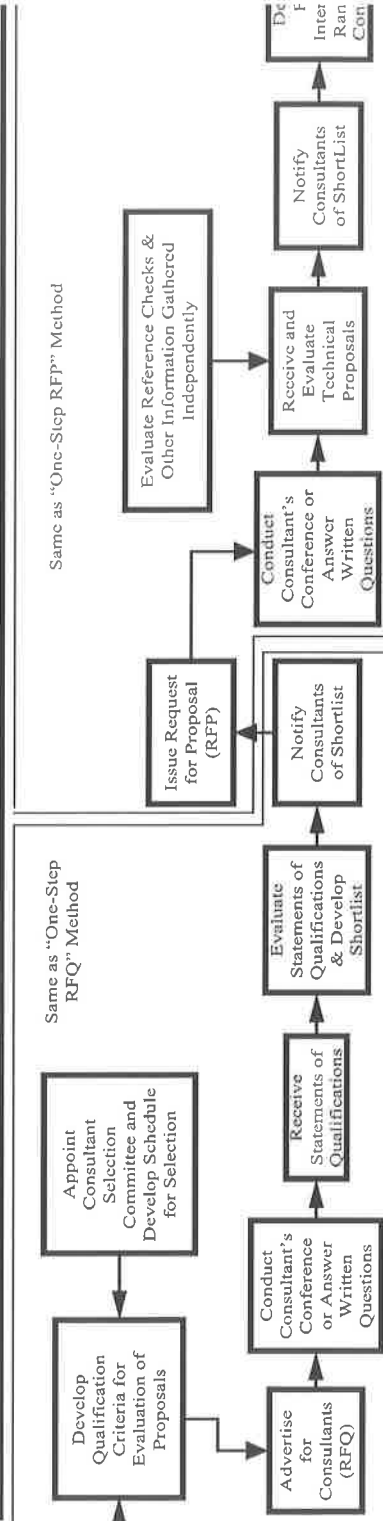 Same as "One-Step
RFQ" Method
Same as "One-Step RFP" Method
Appoint
Consultant
Selection
Committee and
Develop Schedule
for Selection
Develop
Qualification
Criteria for
Evaluation of
Proposals
Advertise
for
Consultants
(RFQ)
Conduct
Consultant's
Conference
or Answer
Written
Questions
Receive
Statements of
Qualifications
Evaluate
Statements of
Qualifications
& Develop
Shortlist
Notify
Consultants
of Shortlist
Issue Request
for Proposal
(RFP)
Conduct
Consultant's
Conference or
Answer
Written
Questions
Evaluate Reference Checks &
Other Information Gathered
Independently
Receive and
Evaluate
Technical
Proposals
Notify
Consultants
of ShortList
De
F
Inter
Ran
Con